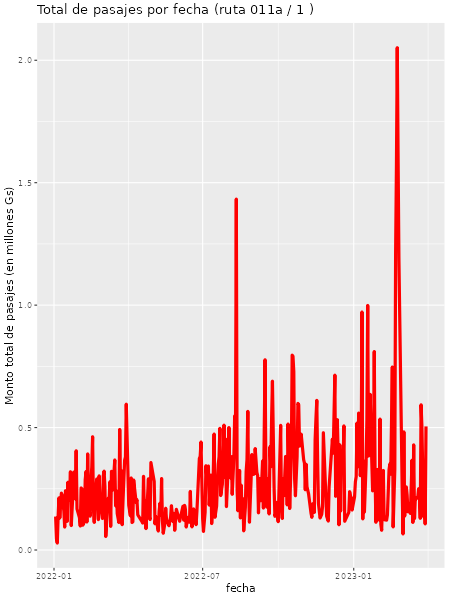 Total de pasajes por fecha (ruta 011a / 1 )
Monto total de pasajes (en millones Gs)
2.0
1.5
1.0
0.5
0.0
2022-01
2022-07
2023-01
fecha